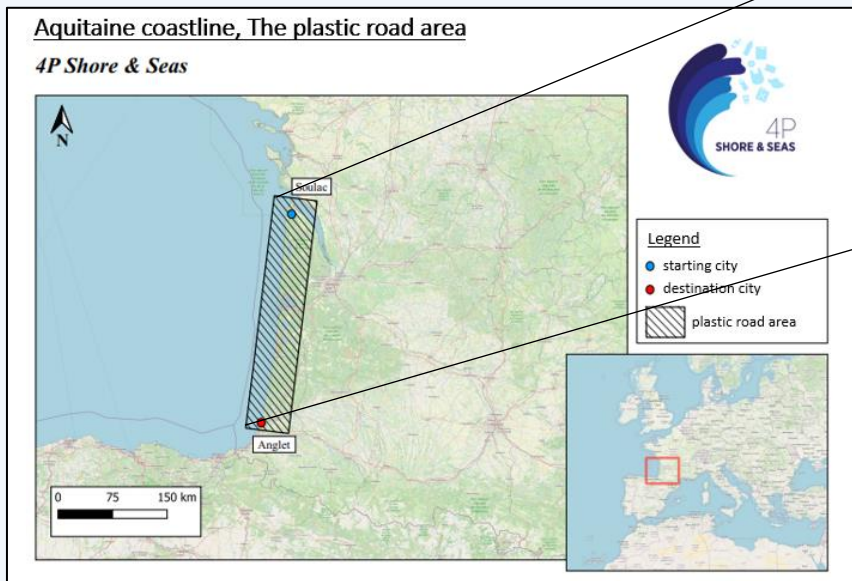 Aquitaine coastline, The plastic road area
4P Shore & Seas
4P
SHORE & SEAS
N
Soulac
Anglet
Legend
starting city
destination city
plastic road area
0 75 150 km